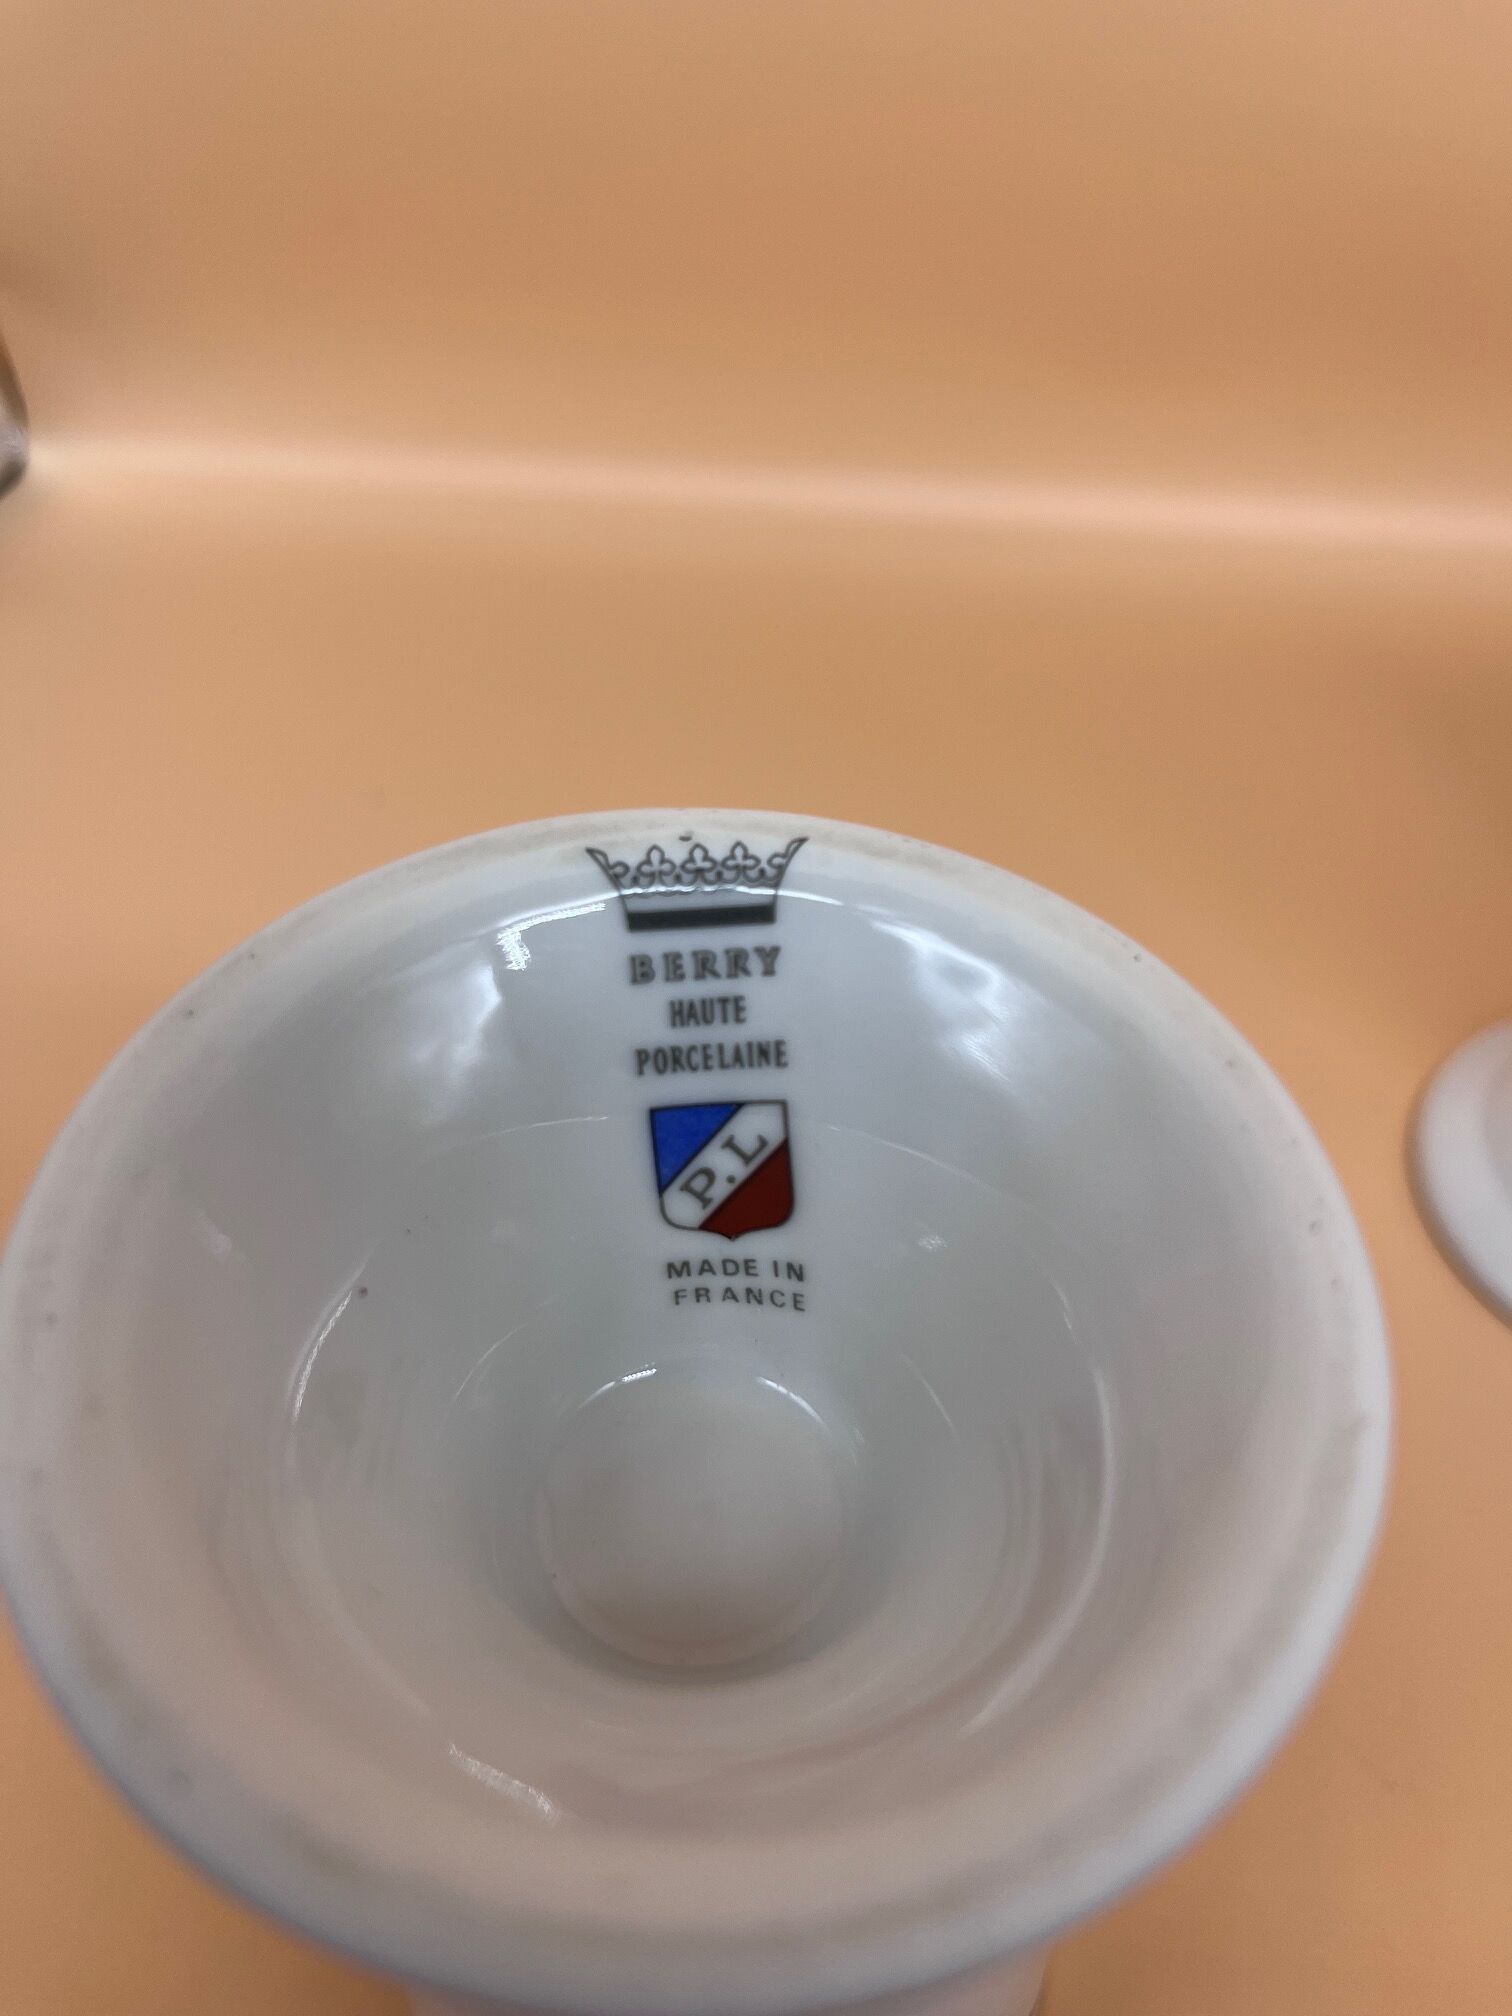 BERRY
HAUTE
PORCELAINE
P.L
MADE IN
FRANCE